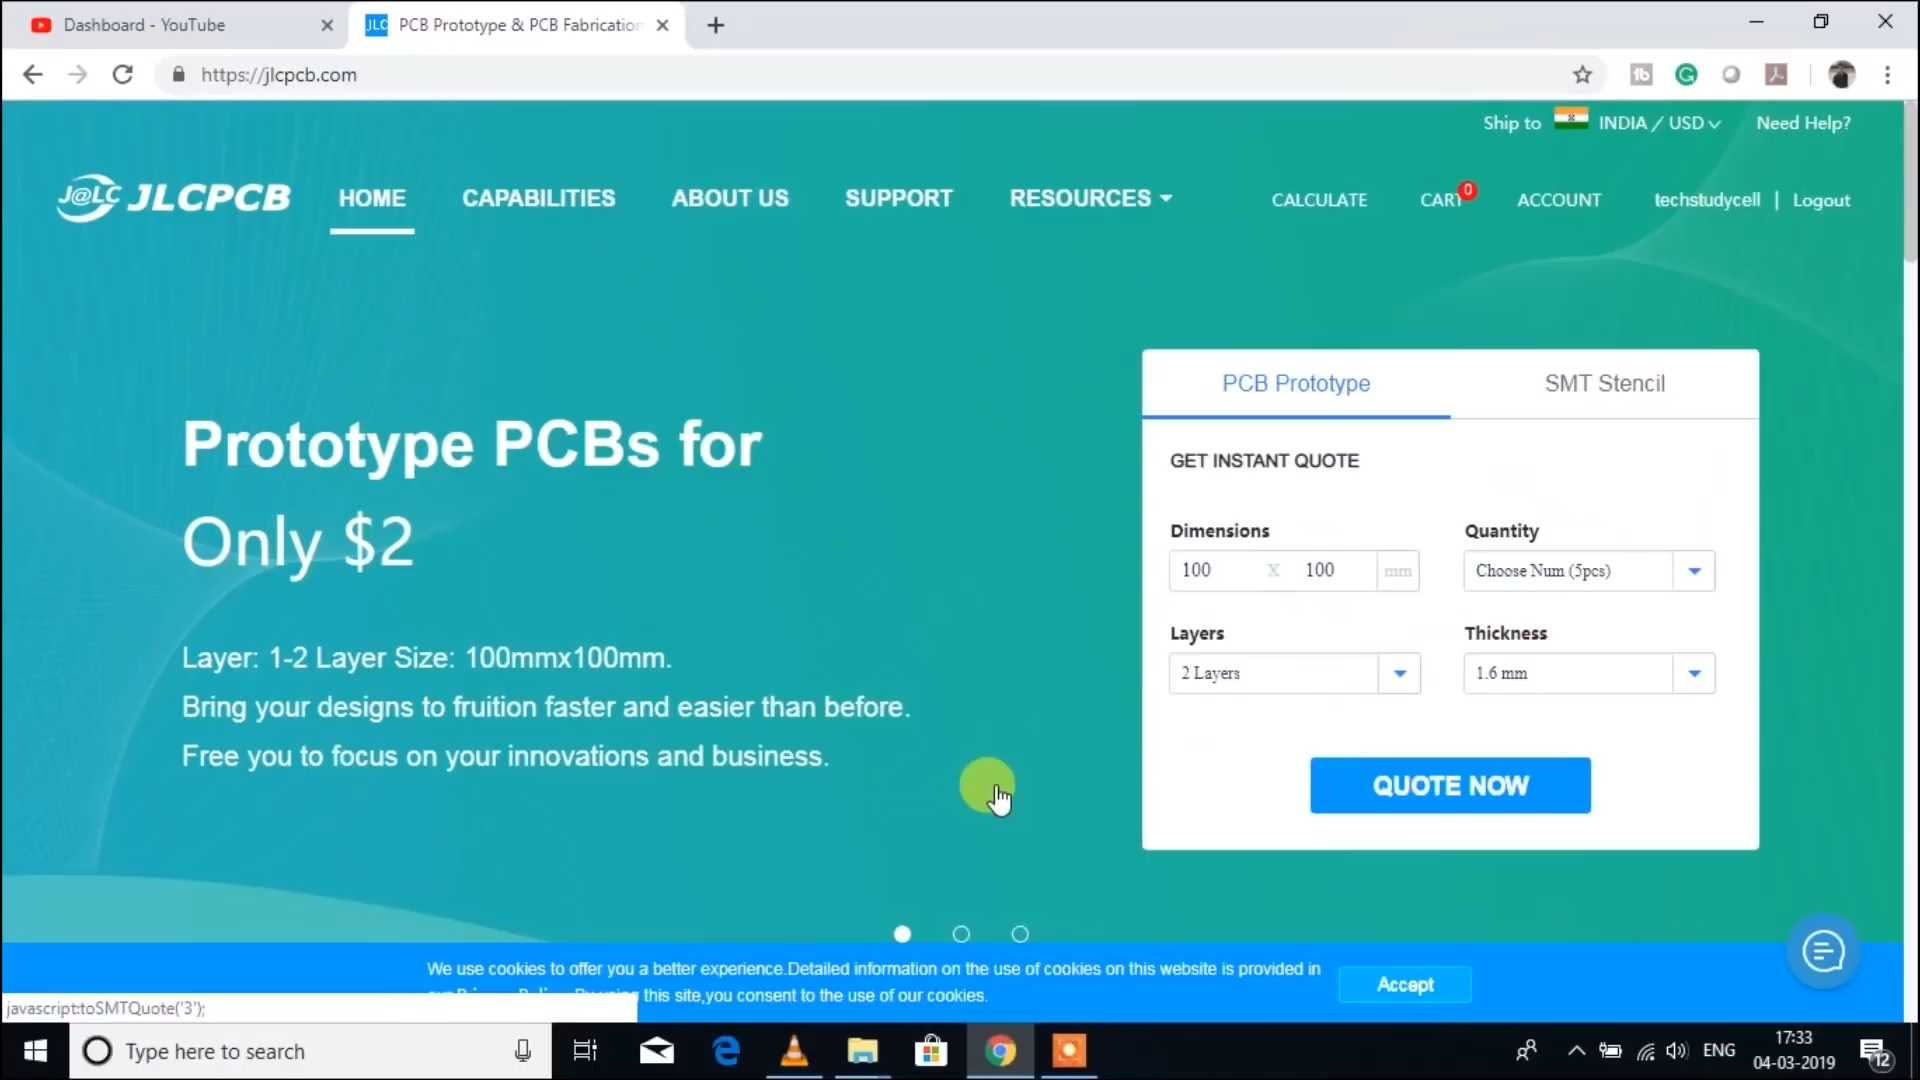 Dashboard - YouTube
JLC PCB Prototype & PCB Fabrication
https://jlcpcb.com
Ship to INDIA / USD Need Help?
J@LC JLCPCB HOME CAPABILITIES ABOUT US SUPPORT RESOURCES CALCULATE CART 0 ACCOUNT techstudycell | Logout
Prototype PCBs for
Only $2
Layer: 1-2 Layer Size: 100mmx100mm.
Bring your designs to fruition faster and easier than before.
Free you to focus on your innovations and business.
PCB Prototype SMT Stencil
GET INSTANT QUOTE
Dimensions Quantity
100 X 100 mm Choose Num (5pcs)
Layers Thickness
2 Layers 1.6 mm
QUOTE NOW
We use cookies to offer you a better experience.Detailed information on the use of cookies on this website is provided in
this site,you consent to the use of our cookies.
Accept
javascript:toSMTQuote('3');
Type here to search
ENG
17:33
04-03-2019
12